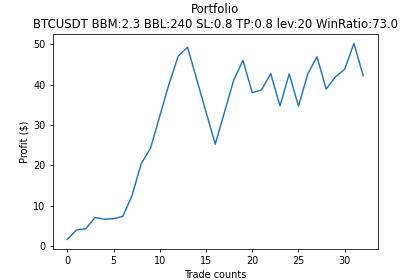 Portfolio
BTCUSDT BBM:2.3 BBL:240 SL:0.8 TP:0.8 lev:20 WinRatio:73.0
50
40
30
20
10
0
Profit ($)
0 5 10 15 20 25 30
Trade counts